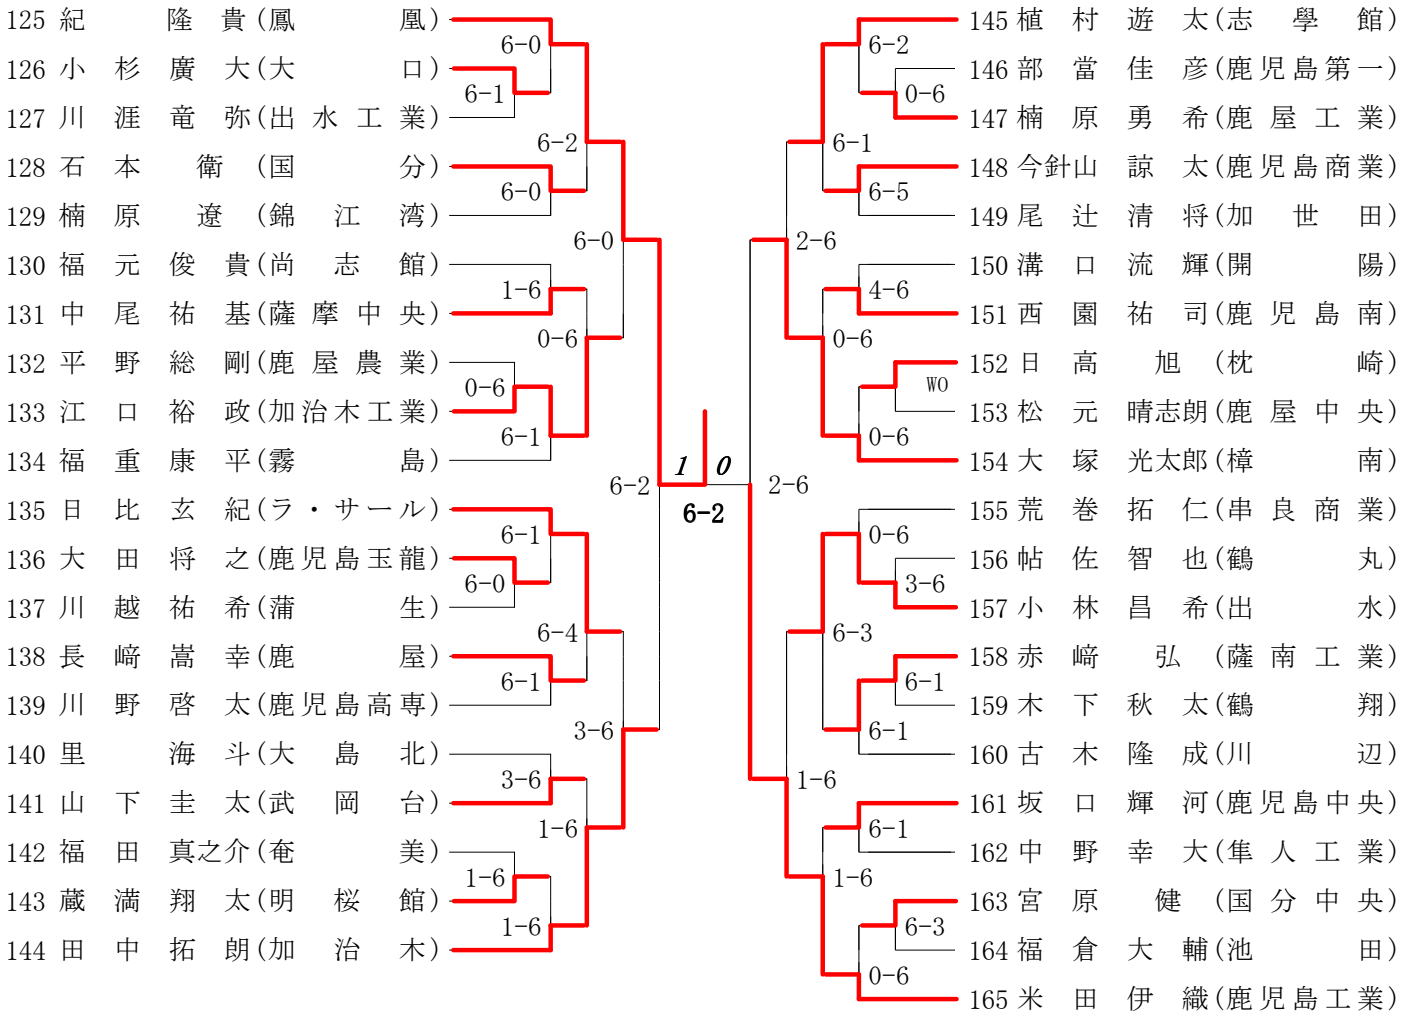 125 紀 隆 貴 (鳳 凰)
6-0
126 小 杉 廣 大 (大 口)
6-1
127 川 涯 竜 弥 (出 水 工 業)
6-2
128 石 本 衛 (国 分)
6-0
129 楠 原 遼 (錦 江 湾)
6-0
130 福 元 俊 貴 (尚 志 館)
1-6
131 中 尾 祐 基 (薩 摩 中 央)
0-6
132 平 野 総 剛 (鹿 屋 農 業)
0-6
133 江 口 裕 政 (加治木工業)
6-1
134 福 重 康 平 (霧 島)
6-2
135 日 比 玄 紀 (ラ・サール)
6-1
136 大 田 将 之 (鹿児島玉龍)
6-0
137 川 越 祐 希 (蒲 生)
6-4
138 長 﨑 嵩 幸 (鹿 屋)
6-1
139 川 野 啓 太 (鹿児島高専)
3-6
140 里 海 斗 (大 島 北)
3-6
141 山 下 圭 太 (武 岡 台)
1-6
142 福 田 真之介 (奄 美)
1-6
143 蔵 満 翔 太 (明 桜 館)
1-6
144 田 中 拓 朗 (加 治 木)
1 0
6-2
145 植 村 遊 太 (志 學 館)
6-2
146 部 當 佳 彦 (鹿児島第一)
0-6
147 楠 原 勇 希 (鹿 屋 工 業)
6-1
148 今針山 諒 太 (鹿児島商業)
6-5
149 尾 辻 清 将 (加 世 田)
2-6
150 溝 口 流 輝 (開 陽)
4-6
151 西 園 祐 司 (鹿 児 島 南)
0-6
152 日 高 旭 (枕 崎)
WO
153 松 元 晴志朗 (鹿 屋 中 央)
0-6
154 大 塚 光太郎 (樟 南)
2-6
155 荒 巻 拓 仁 (串 良 商 業)
0-6
156 帖 佐 智 也 (鶴 丸)
3-6
157 小 林 昌 希 (出 水)
6-3
158 赤 﨑 弘 (薩 南 工 業)
6-1
159 木 下 秋 太 (鶴 翔)
6-1
160 古 木 隆 成 (川 辺)
1-6
161 坂 口 輝 河 (鹿児島中央)
6-1
162 中 野 幸 大 (隼 人 工 業)
1-6
163 宮 原 健 (国 分 中 央)
6-3
164 福 倉 大 輔 (池 田)
0-6
165 米 田 伊 織 (鹿児島工業)